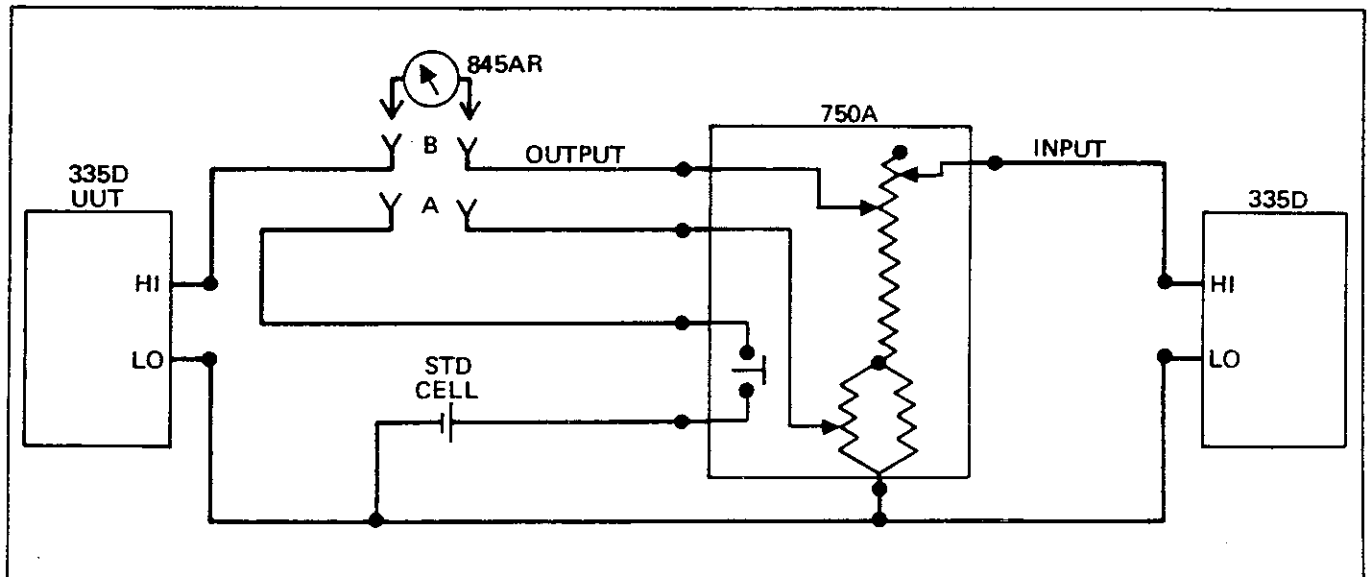 845AR
750A
B
OUTPUT
INPUT
335D
UUT
A
335D
HI
HI
LO
LO
STD
CELL